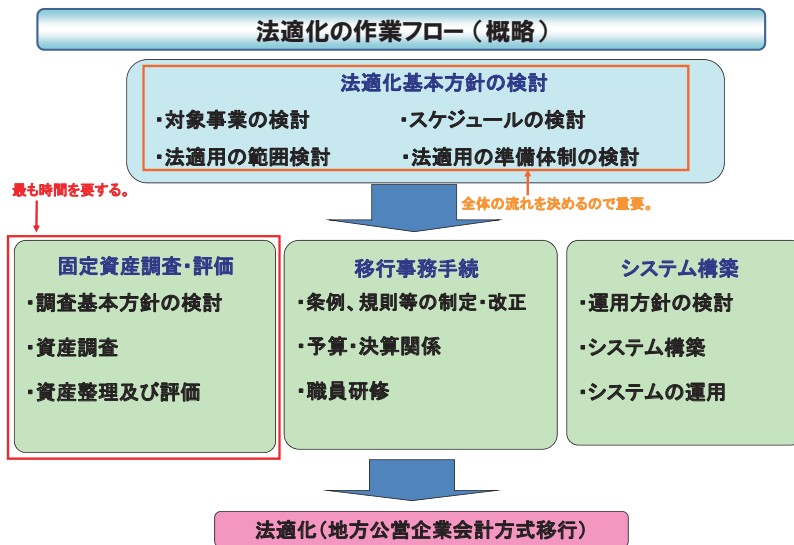 法適化の作業フロー（概略）
法適化基本方針の検討
・対象事業の検討
・スケジュールの検討
・法適用の範囲検討
・法適用の準備体制の検討
最も時間を要する。
全体の流れを決めるので重要。
固定資産調査・評価
・調査基本方針の検討
・資産調査
・資産整理及び評価
移行事務手続
・条例、規則等の制定・改正
・予算・決算関係
・職員研修
システム構築
・運用方針の検討
・システム構築
・システムの運用
法適化（地方公営企業会計方式移行）